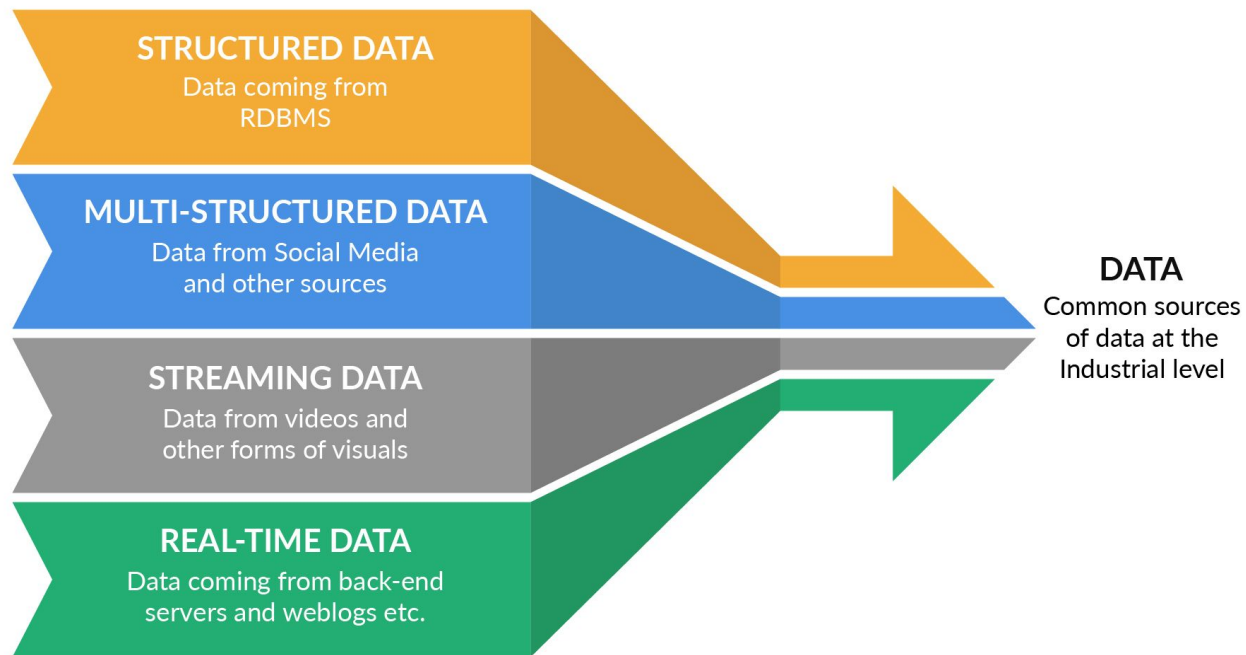 STRUCTURED DATA
Data coming from
RDBMS
MULTI-STRUCTURED DATA
Data from Social Media
and other sources
STREAMING DATA
Data from videos and
other forms of visuals
REAL-TIME DATA
Data coming from back-end
servers and weblogs etc.
DATA
Common sources
of data at the
Industrial level